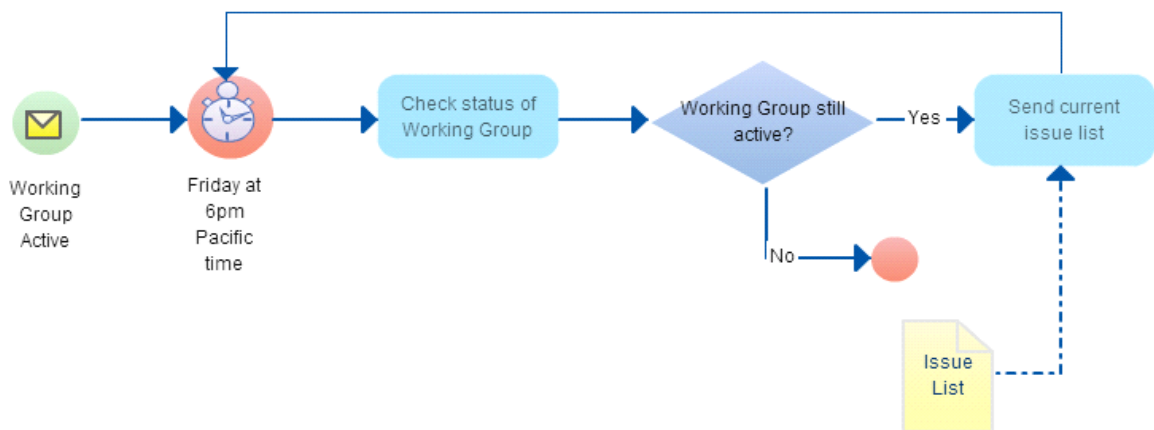 Working
Group
Active
Friday at
6pm
Pacific
time
Check status of
Working Group
Working Group still
active?
Yes
Send current
issue list
No
Issue
List